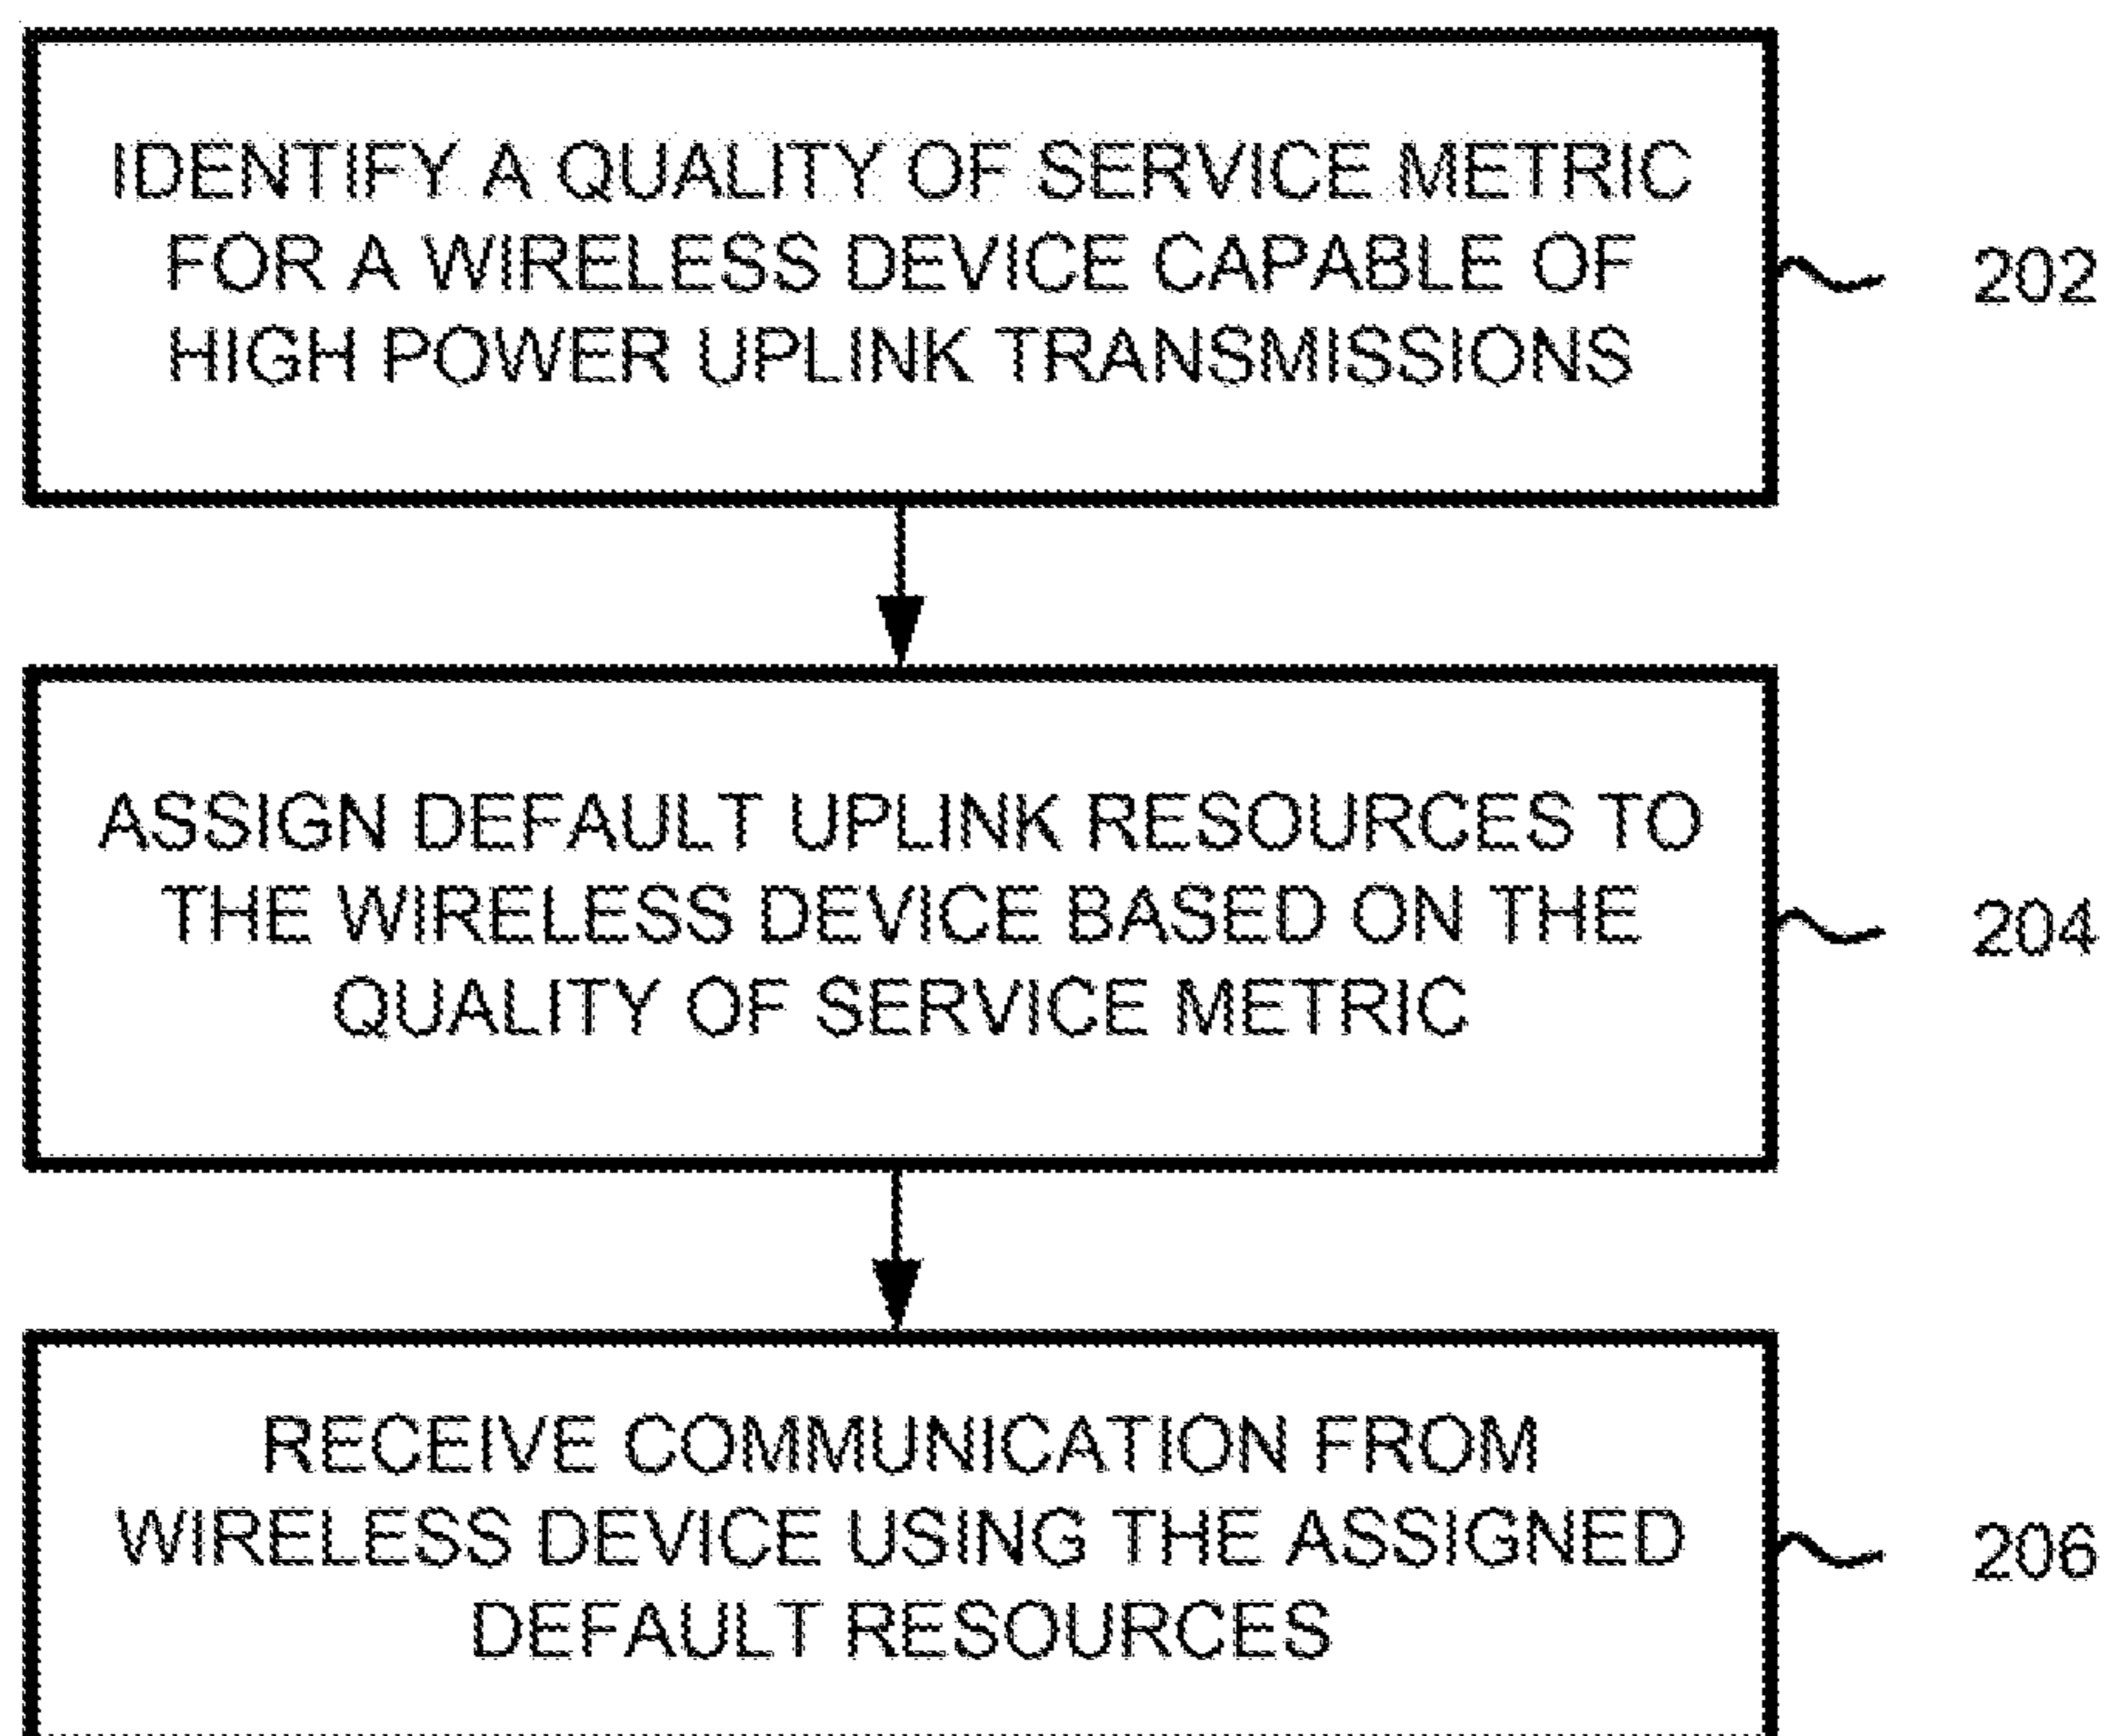 IDENTIFY A QUALITY OF SERVICE METRIC
FOR A WIRELESS DEVICE CAPABLE OF
HIGH POWER UPLINK TRANSMISSIONS
202
ASSIGN DEFAULT UPLINK RESOURCES TO
THE WIRELESS DEVICE BASED ON THE
QUALITY OF SERVICE METRIC
204
RECEIVE COMMUNICATION FROM
WIRELESS DEVICE USING THE ASSIGNED
DEFAULT RESOURCES
206